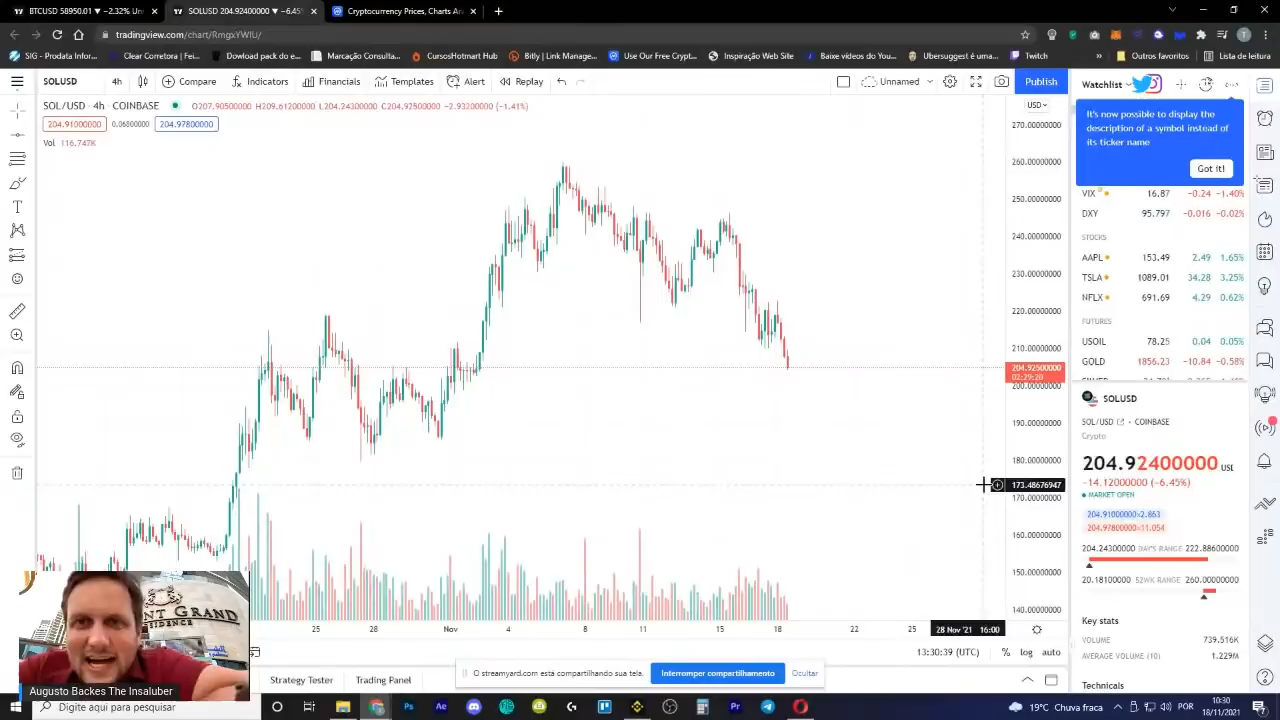 BTCUSD 58950.01 ▼ −2.32% Un
SOLUSD 204.92400000 ▼ −6.45%
Cryptocurrency Prices, Charts An
tradingview.com/chart/RmgxYWlU/
SIG - Prodata Infor...
Clear Corretora | Fei...
Dowload pack do E...
Marcação Consulta...
CursosHotmart Hub
Bitly | Link Manage...
Use Our Free Crypt...
Inspiração Web Site
Baixe vídeos do You...
Ubersuggest é um...
Twitch
Outros favoritos
Lista de leitura
SOLUSD
4h
Compare
Indicators
Financials
Templates
Alert
Replay
Unnamed
Publish
Watchlist
SOL/USD · 4h · COINBASE
O207.90500000 H209.61200000 L204.24300000 C204.92500000 −2.93200000 (−1.41%)
204.91000000
0.06800000
204.97800000
Vol 116.747K
USD
270.00000000
260.00000000
250.00000000
240.00000000
230.00000000
220.00000000
210.00000000
204.92500000
02:29:20
200.00000000
190.00000000
180.00000000
173.48676947
170.00000000
160.00000000
150.00000000
140.00000000
It's now possible to display the
description of a symbol instead of
its ticker name
Got it!
VIX 16.87 −0.24 −1.40%
DXY 95.797 −0.016 −0.02%
STOCKS
AAPL 153.49 2.49 1.65%
TSLA 1089.01 34.28 3.25%
NFLX 691.69 4.29 0.62%
FUTURES
USOIL 78.25 0.04 0.05%
GOLD 1856.23 −10.84 −0.58%
SOLUSD
SOL/USD · COINBASE
Crypto
204.92400000 USD
−14.12000000 (−6.45%)
MARKET OPEN
204.91000000×2.863
204.97800000×11.054
204.24300000 DAY'S RANGE 222.88600000
20.18100000 52WK RANGE 260.00000000
Key stats
VOLUME 739.516K
AVERAGE VOLUME (10) 1.229M
Technicals
25
28
Nov
4
8
11
15
18
22
25
28 Nov '21 16:00
13:30:39 (UTC)
%
log
auto
NT GRAND
IDENCE
Augusto Backes The Insaluber
Strategy Tester
Trading Panel
O streamyard.com está compartilhando sua tela.
Interromper compartilhamento
Ocultar
Digite aqui para pesquisar
19°C Chuva fraca
POR
10:30
18/11/2021